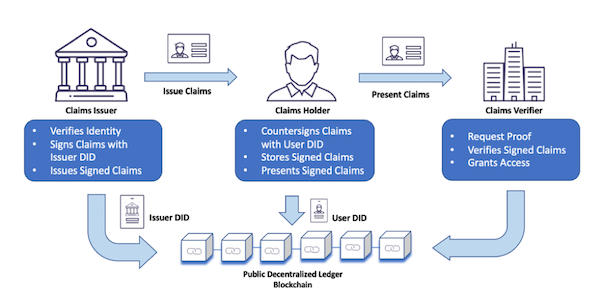 Issue Claims
Present Claims
Claims Issuer
Claims Holder
Claims Verifier
• Verifies Identity
• Signs Claims with
Issuer DID
• Issues Signed Claims
• Countersigns Claims
with User DID
• Stores Signed Claims
• Presents Signed Claims
• Request Proof
• Verifies Signed Claims
• Grants Access
Issuer DID
User DID
Public Decentralized Ledger
Blockchain